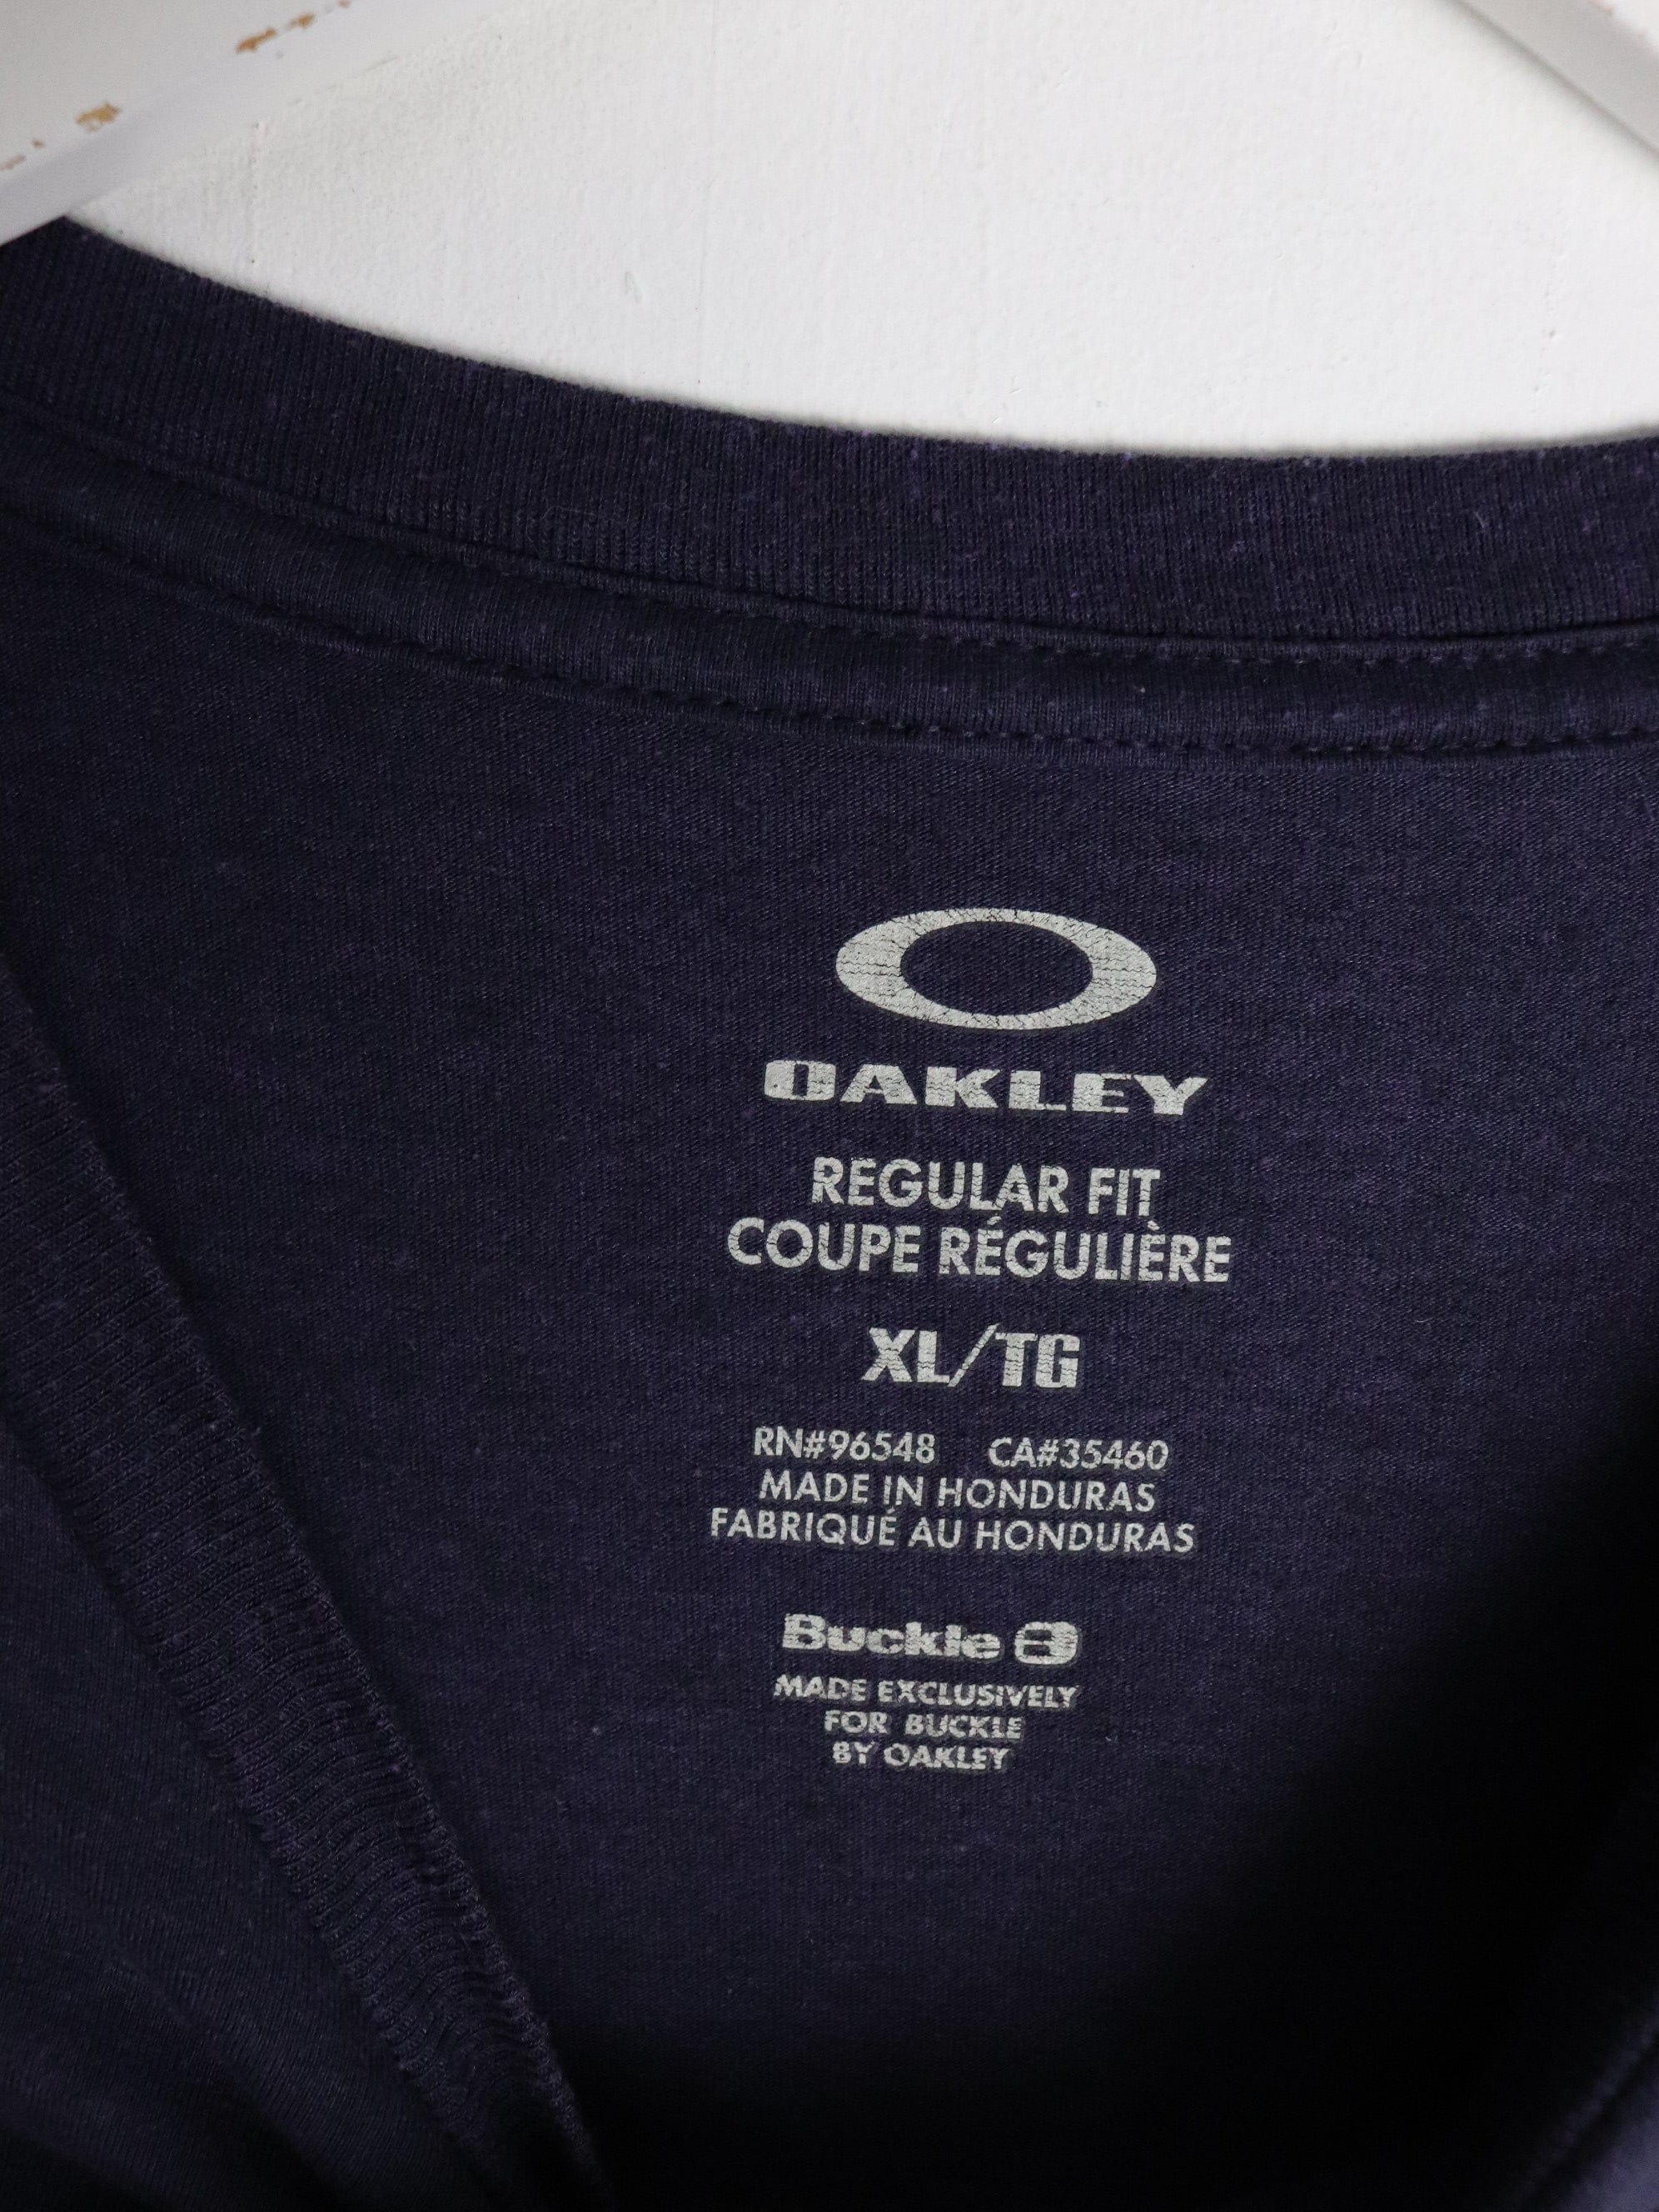 OAKLEY
REGULAR FIT
COUPE RÉGULIÈRE
XL/TG
RN#96548 CA#35460
MADE IN HONDURAS
FABRIQUÉ AU HONDURAS
Buckle B
MADE EXCLUSIVELY
FOR BUCKLE
BY OAKLEY